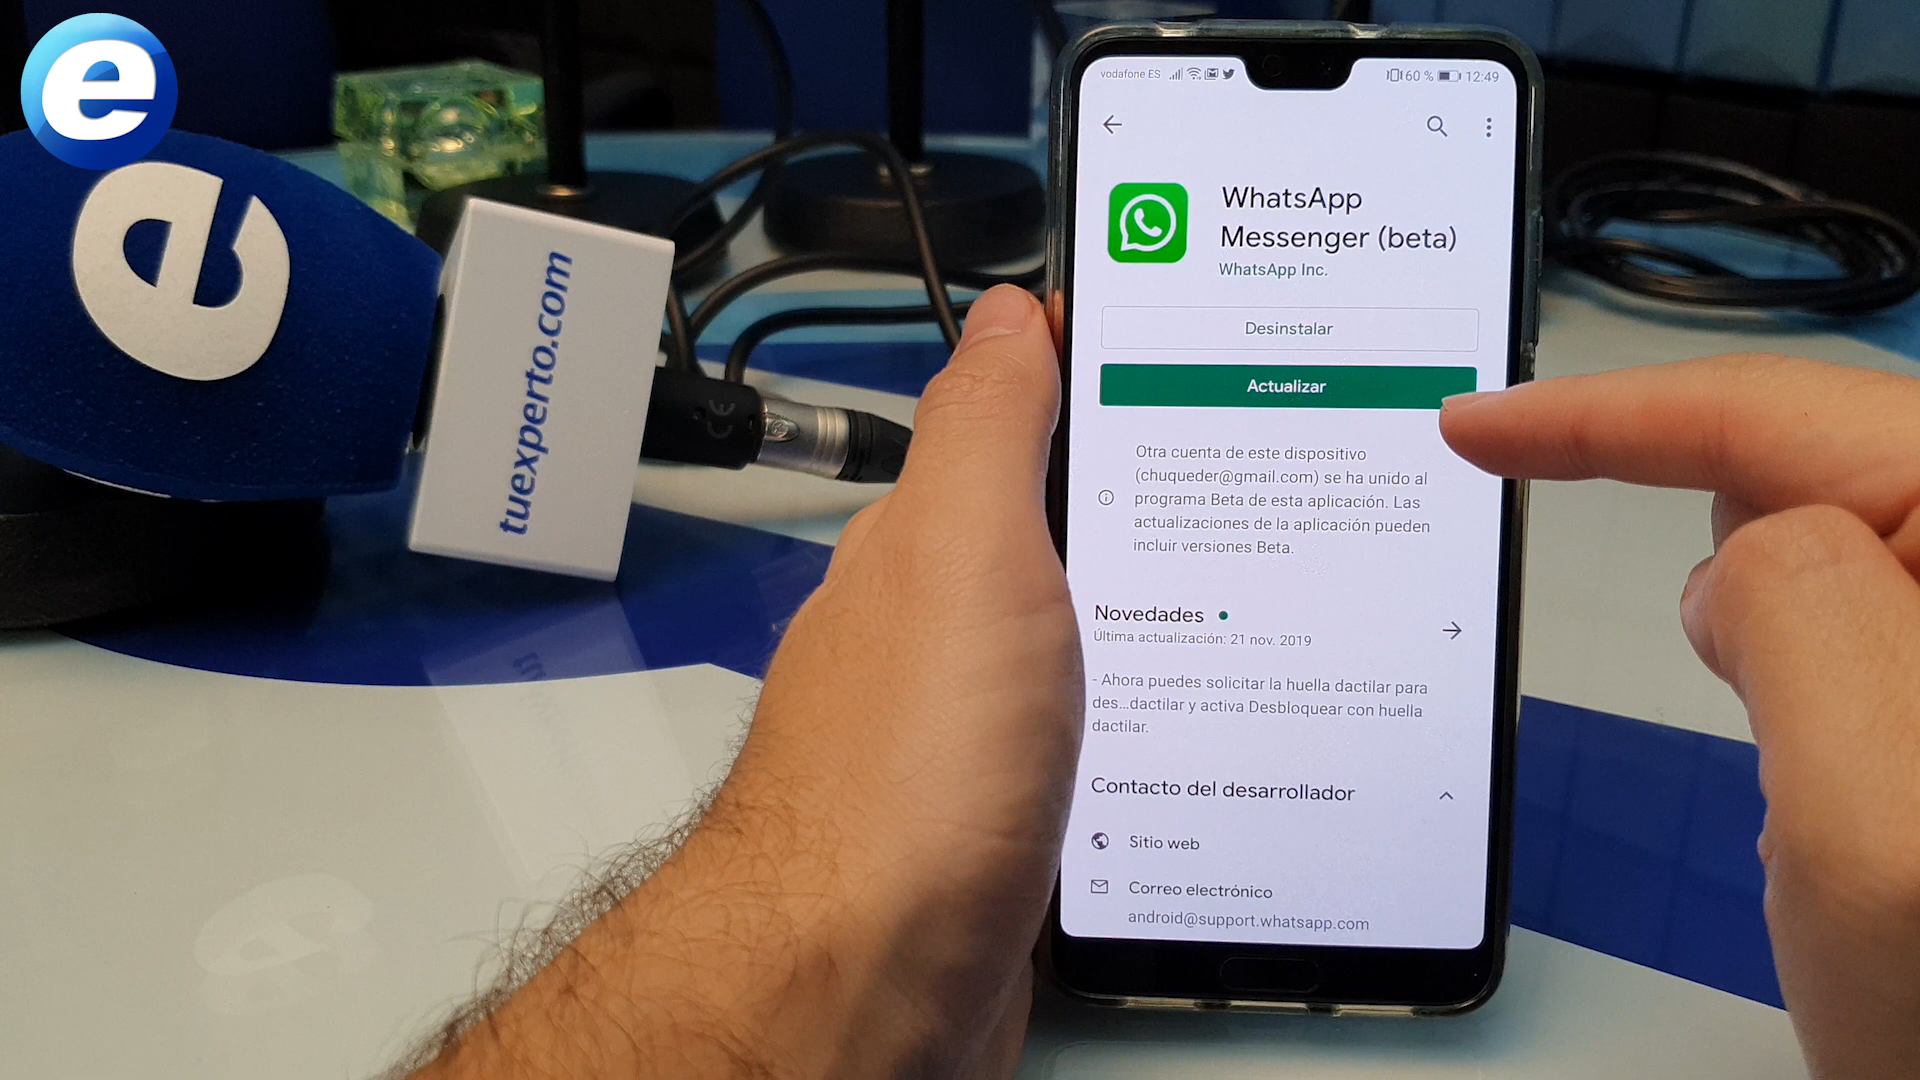 e
e
tuexperto.com
CE
vodafone ES
60 %
12:49
WhatsApp
Messenger (beta)
WhatsApp Inc.
Desinstalar
Actualizar
Otra cuenta de este dispositivo
(chuqueder@gmail.com) se ha unido al
programa Beta de esta aplicación. Las
actualizaciones de la aplicación pueden
incluir versiones Beta.
Novedades
Última actualización: 21 nov. 2019
- Ahora puedes solicitar la huella dactilar para
des...dactilar y activa Desbloquear con huella
dactilar.
Contacto del desarrollador
Sitio web
Correo electrónico
android@support.whatsapp.com